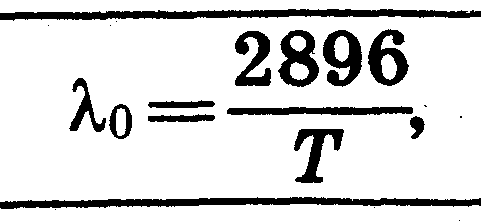 λ₀ = 2896/T,